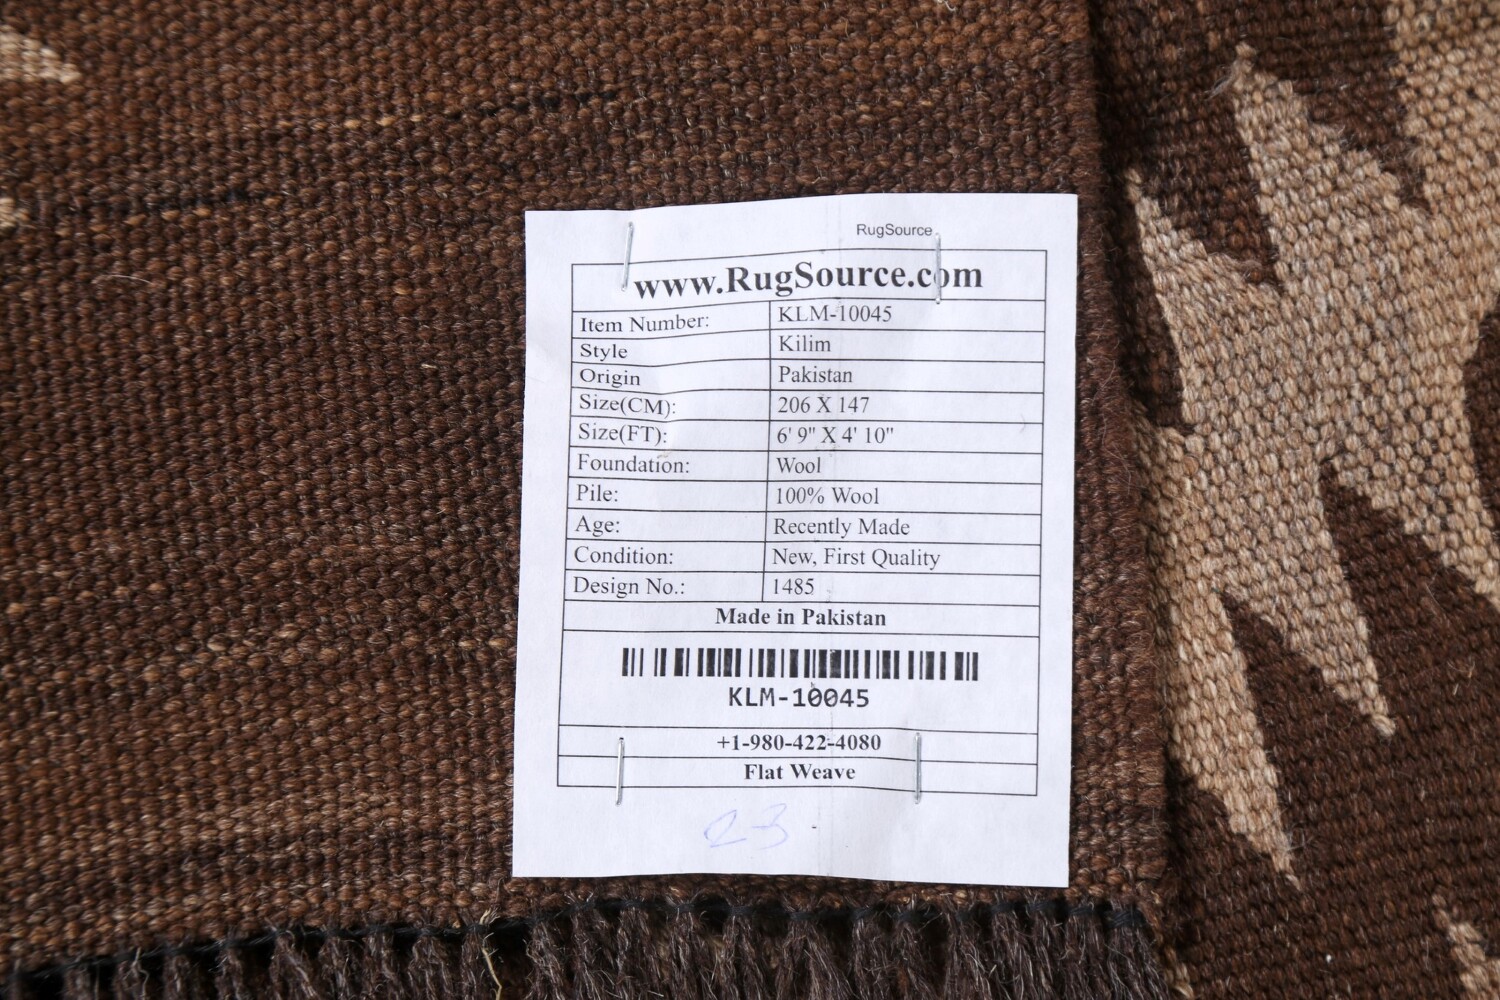 RugSource
www.RugSource.com
Item Number: KLM-10045
Style Kilim
Origin Pakistan
Size(CM): 206 X 147
Size(FT): 6' 9" X 4' 10"
Foundation: Wool
Pile: 100% Wool
Age: Recently Made
Condition: New, First Quality
Design No.: 1485
Made in Pakistan
KLM-10045
+1-980-422-4080
Flat Weave